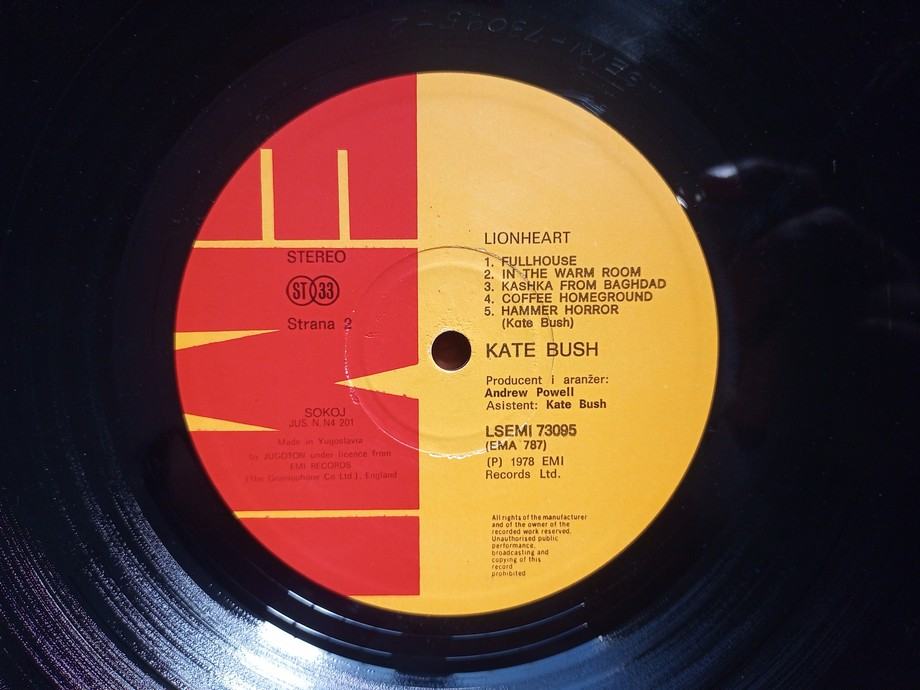 SEMI-73095-2
EMI
STEREO
ST 33
Strana 2
SOKOJ
JUS. N. N4 201
Made in Yugoslavia
by JUGOTON under licence from
EMI RECORDS
(The Gramophone Co Ltd.), England
LIONHEART
1. FULLHOUSE
2. IN THE WARM ROOM
3. KASHKA FROM BAGHDAD
4. COFFEE HOMEGROUND
5. HAMMER HORROR
(Kate Bush)
KATE BUSH
Producent i aranžer:
Andrew Powell
Asistent: Kate Bush
LSEMI 73095
(EMA 787)
(P) 1978 EMI
Records Ltd.
All rights of the manufacturer
and of the owner of the
recorded work reserved.
Unauthorised public
performance,
broadcasting and
copying of this
record
prohibited